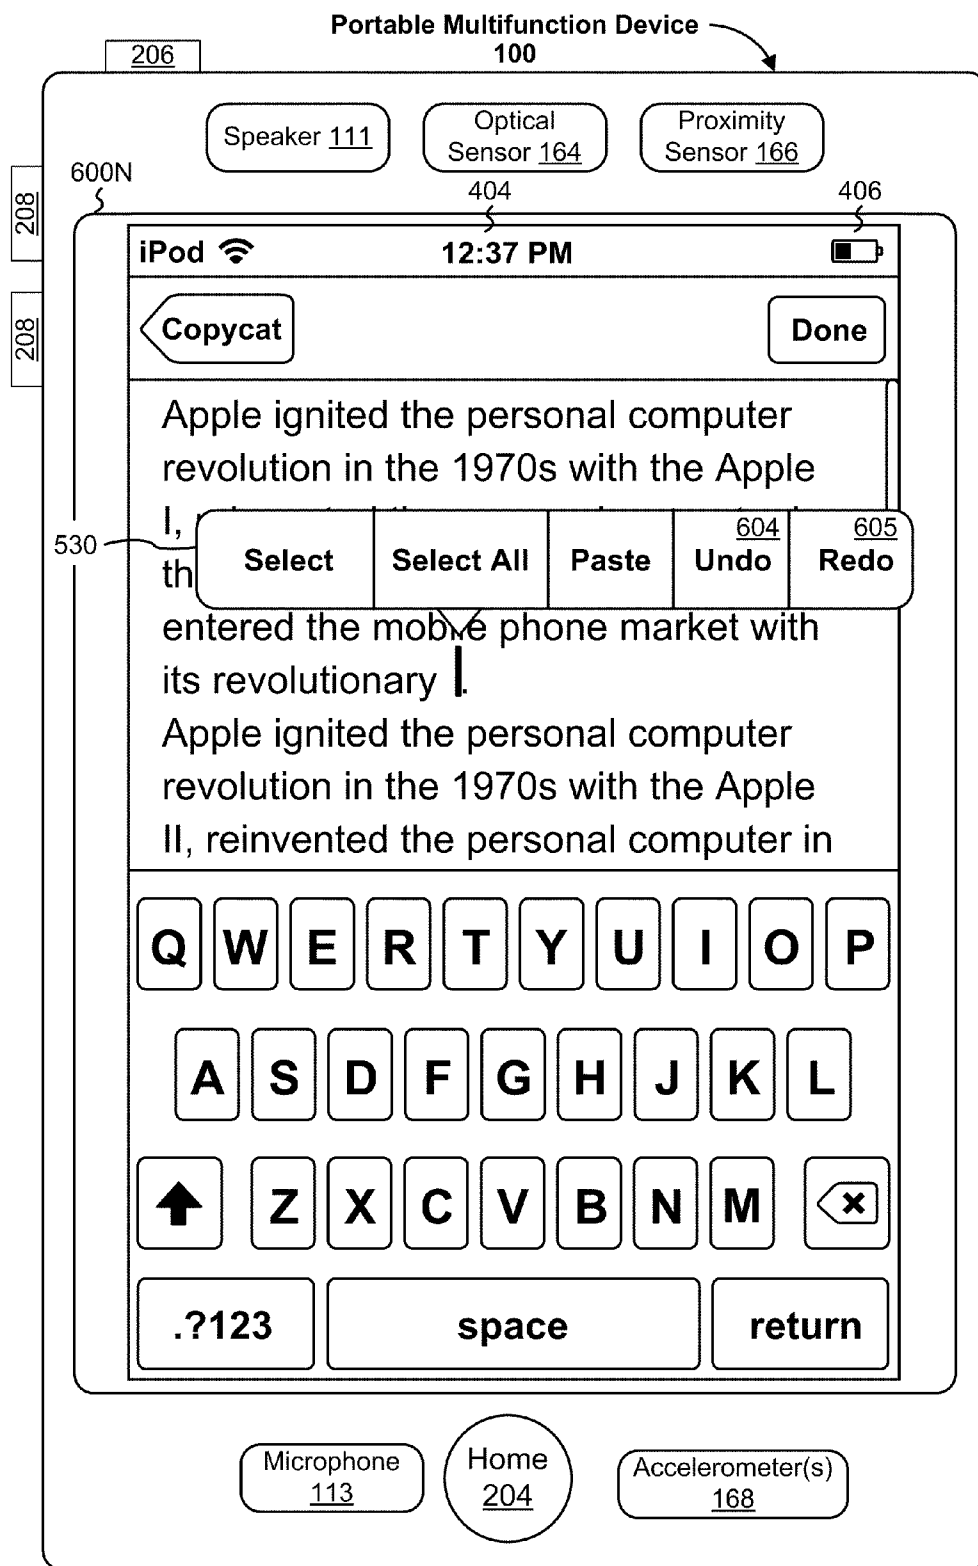 Portable Multifunction Device
100
206
Speaker 111
Optical
Sensor 164
Proximity
Sensor 166
208
208
600N
404
406
iPod
12:37 PM
Copycat
Done
Apple ignited the personal computer
revolution in the 1970s with the Apple
I,
530
Select
Select All
Paste
604
Undo
605
Redo
th
entered the mobile phone market with
its revolutionary .
Apple ignited the personal computer
revolution in the 1970s with the Apple
II, reinvented the personal computer in
Q W E R T Y U I O P
A S D F G H J K L
Z X C V B N M
.?123
space
return
Microphone
113
Home
204
Accelerometer(s)
168